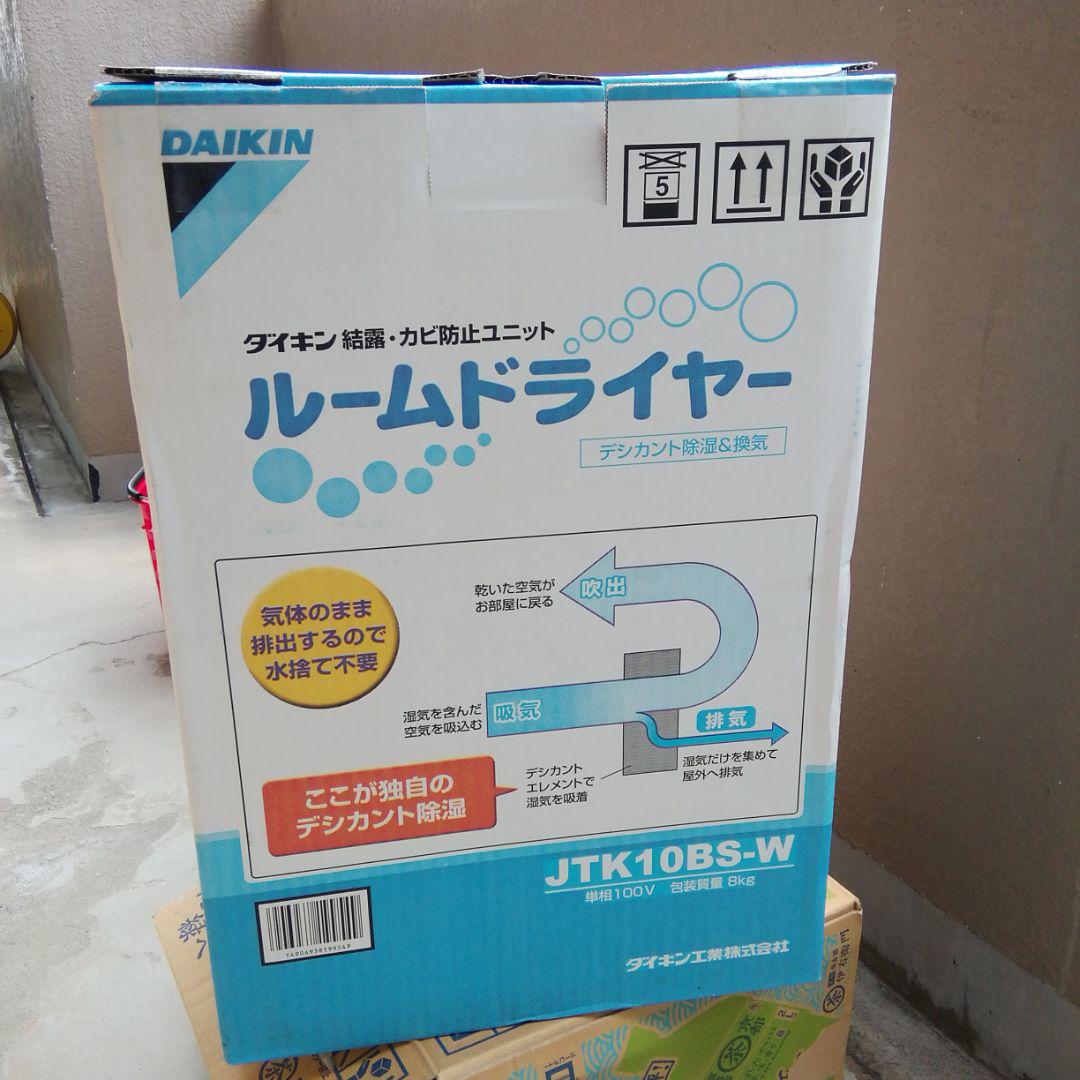 DAIKIN
5
ダイキン 結露・カビ防止ユニット
ルームドライヤー
デシカント除湿&換気
気体のまま
排出するので
水捨て不要
乾いた空気が
お部屋に戻る
吹出
湿気を含んだ
空気を吸込む
吸気
排気
湿気だけを集めて
屋外へ排気
デシカント
エレメントで
湿気を吸着
ここが独自の
デシカント除湿
JTK10BS-W
単相100V 包装質量 8kg
ダイキン工業株式会社
伊右衛門